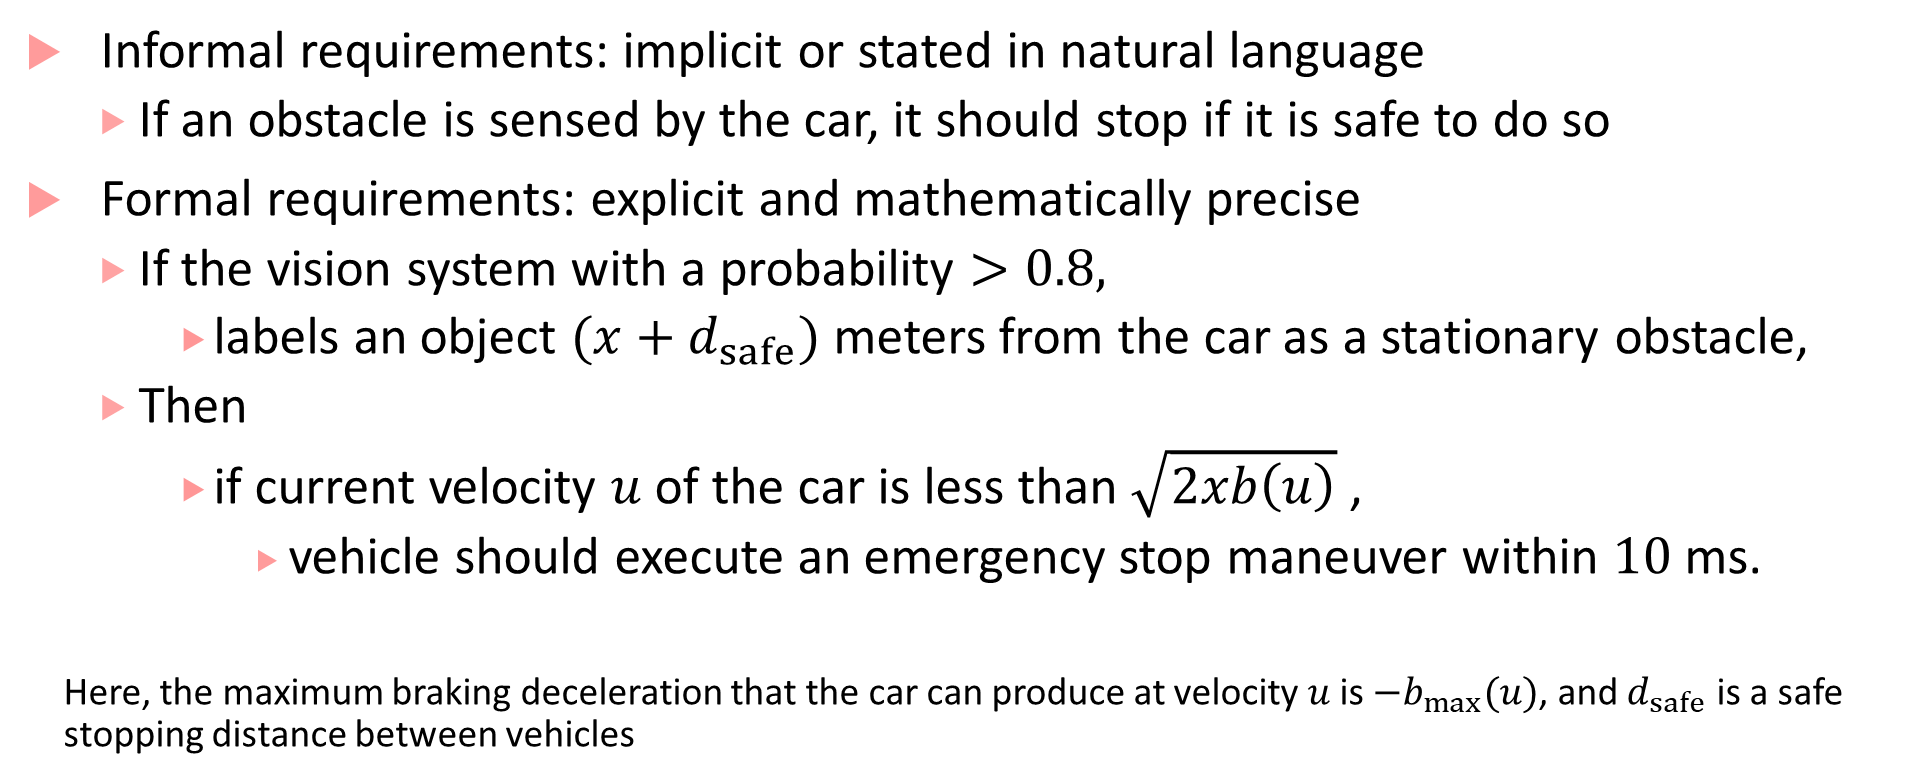 Informal requirements: implicit or stated in natural language
If an obstacle is sensed by the car, it should stop if it is safe to do so
Formal requirements: explicit and mathematically precise
If the vision system with a probability > 0.8,
labels an object (x + d_safe) meters from the car as a stationary obstacle,
Then
if current velocity u of the car is less than √2xb(u) ,
vehicle should execute an emergency stop maneuver within 10 ms.
Here, the maximum braking deceleration that the car can produce at velocity u is −b_max(u), and d_safe is a safe
stopping distance between vehicles